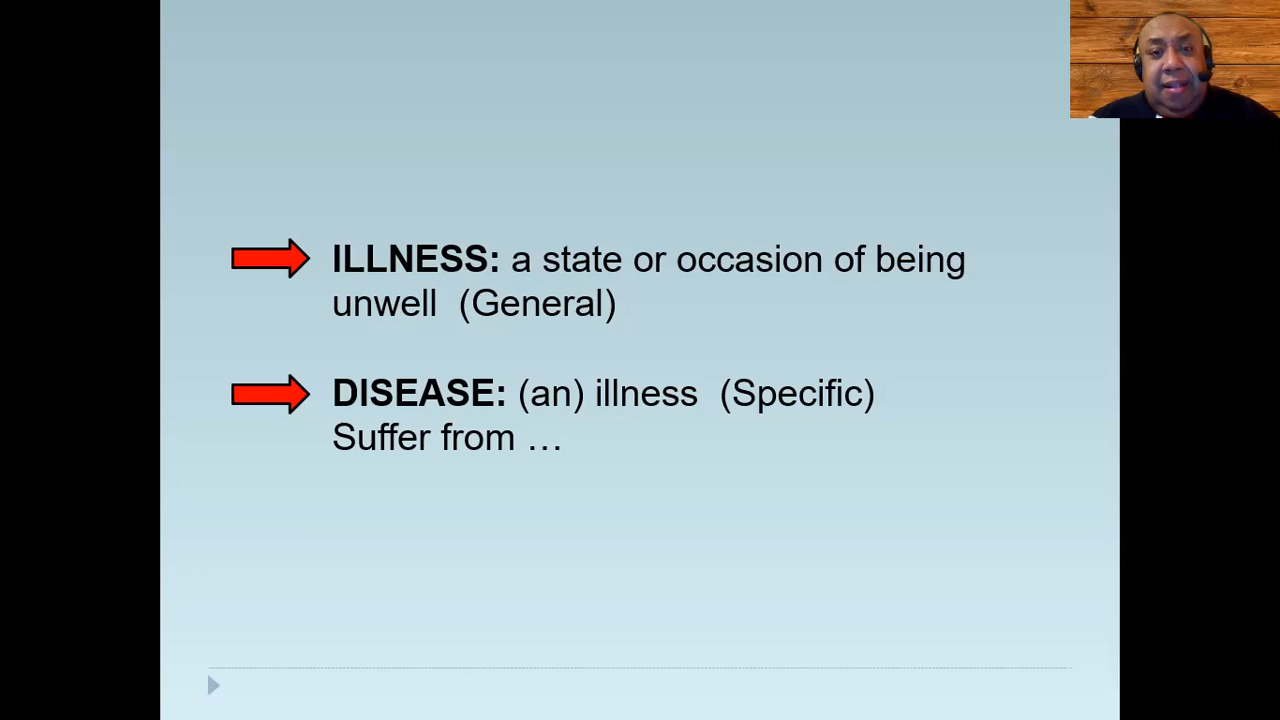 ILLNESS: a state or occasion of being
unwell (General)
DISEASE: (an) illness (Specific)
Suffer from …